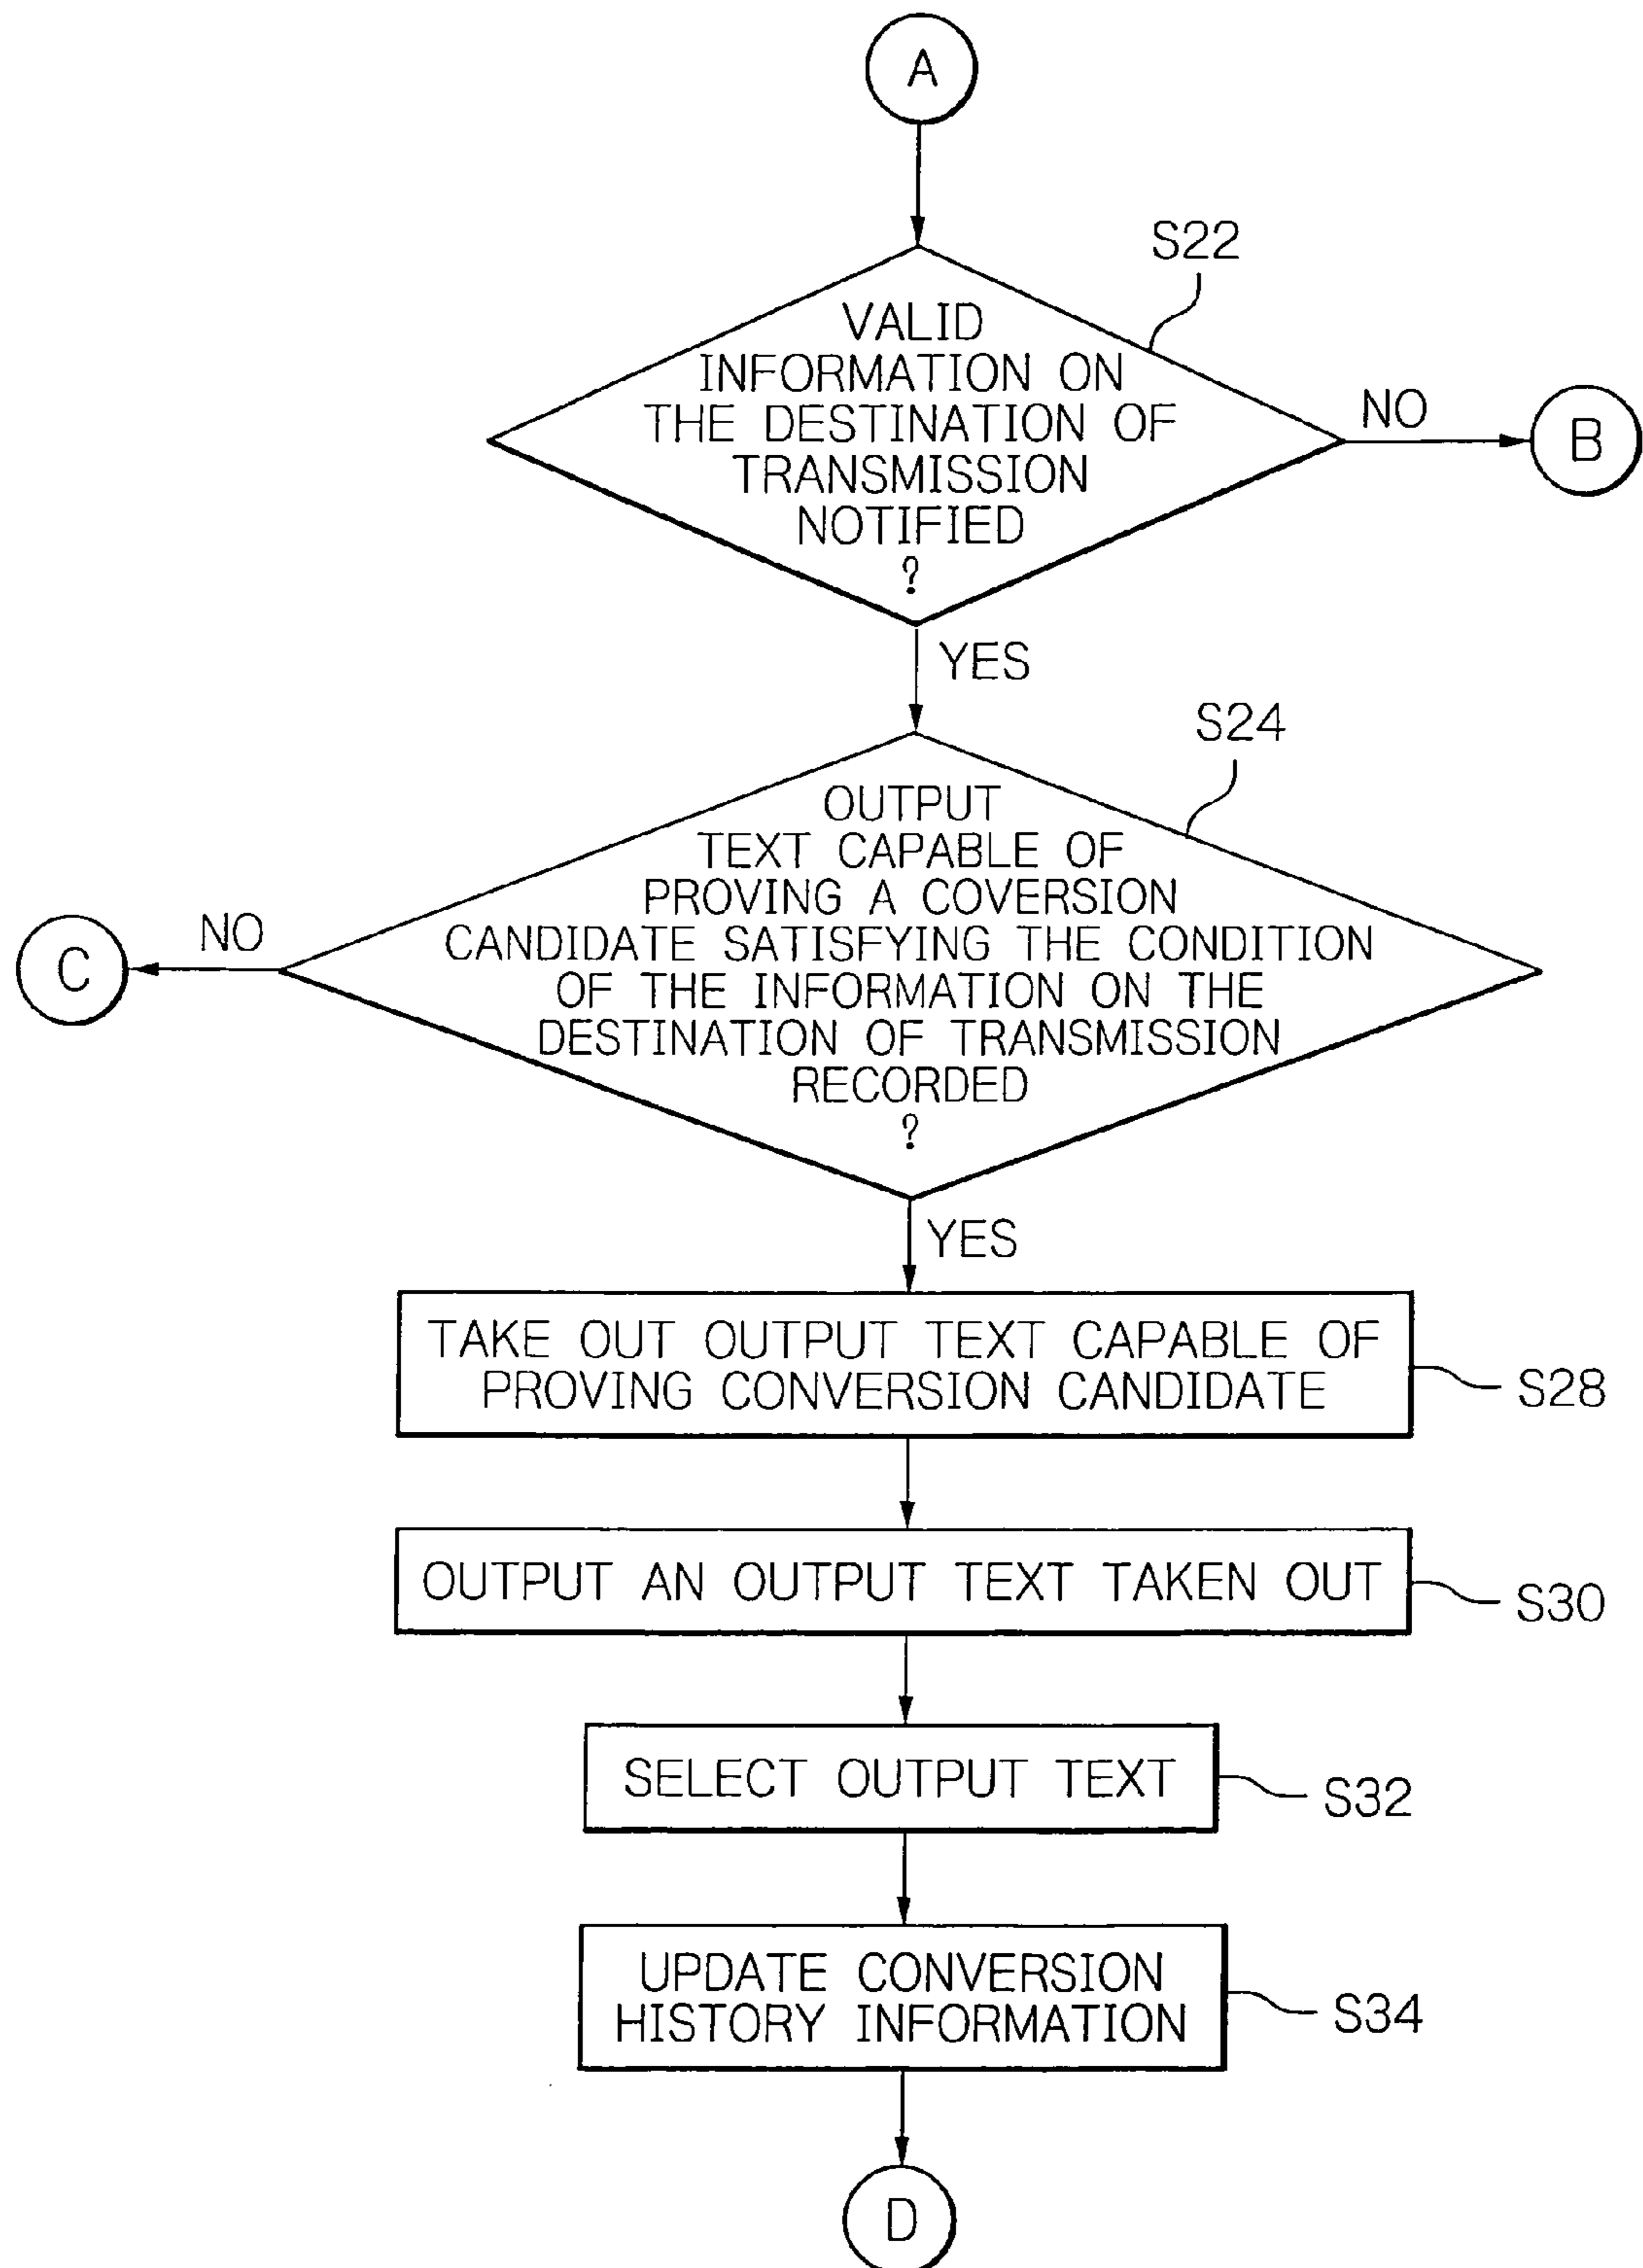 A
S22
VALID
INFORMATION ON
THE DESTINATION OF
TRANSMISSION
NOTIFIED
?
NO
B
YES
S24
OUTPUT
TEXT CAPABLE OF
PROVING A COVERSION
CANDIDATE SATISFYING THE CONDITION
OF THE INFORMATION ON THE
DESTINATION OF TRANSMISSION
RECORDED
?
NO
C
YES
TAKE OUT OUTPUT TEXT CAPABLE OF
PROVING CONVERSION CANDIDATE
S28
OUTPUT AN OUTPUT TEXT TAKEN OUT
S30
SELECT OUTPUT TEXT
S32
UPDATE CONVERSION
HISTORY INFORMATION
S34
D